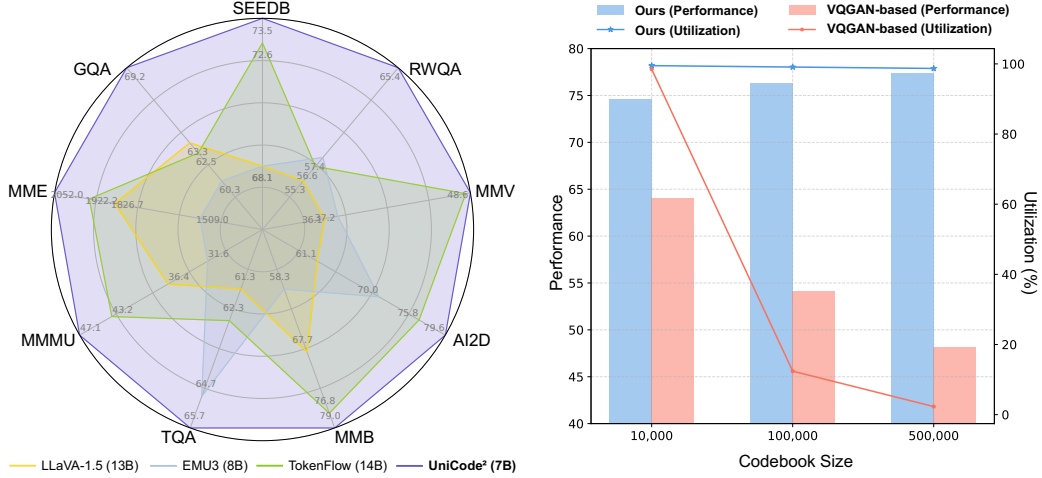 SEEDB
73.5
72.6
68.1
RWQA
65.4
57.4
56.6
55.3
MMV
48.6
37.2
36.1
AI2D
79.6
75.8
70.0
61.1
MMB
79.0
76.8
67.7
58.3
TQA
65.7
64.7
62.3
61.3
MMMU
47.1
43.2
36.4
31.6
MME
2052.0
1922.2
1826.7
1509.0
GQA
69.2
63.3
62.5
60.3
LLaVA-1.5 (13B)
EMU3 (8B)
TokenFlow (14B)
UniCode² (7B)
Ours (Performance)
VQGAN-based (Performance)
Ours (Utilization)
VQGAN-based (Utilization)
Performance
80
75
70
65
60
55
50
45
40
Utilization (%)
100
80
60
40
20
0
10,000
100,000
500,000
Codebook Size